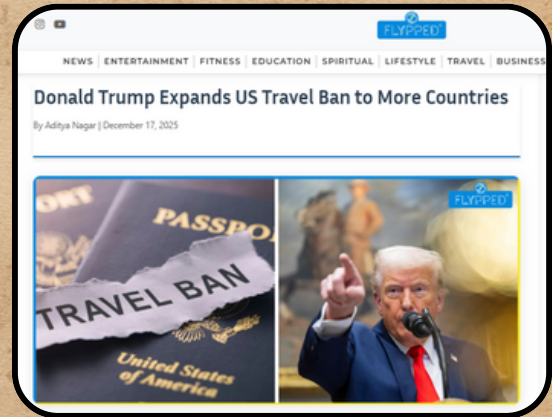 FLYPPED
NEWS ENTERTAINMENT FITNESS EDUCATION SPIRITUAL LIFESTYLE TRAVEL BUSINESS
Donald Trump Expands US Travel Ban to More Countries
By Aditya Nagar | December 17, 2025
PORT
PASSPO
TRAVEL BAN
United States
of America
FLYPPED